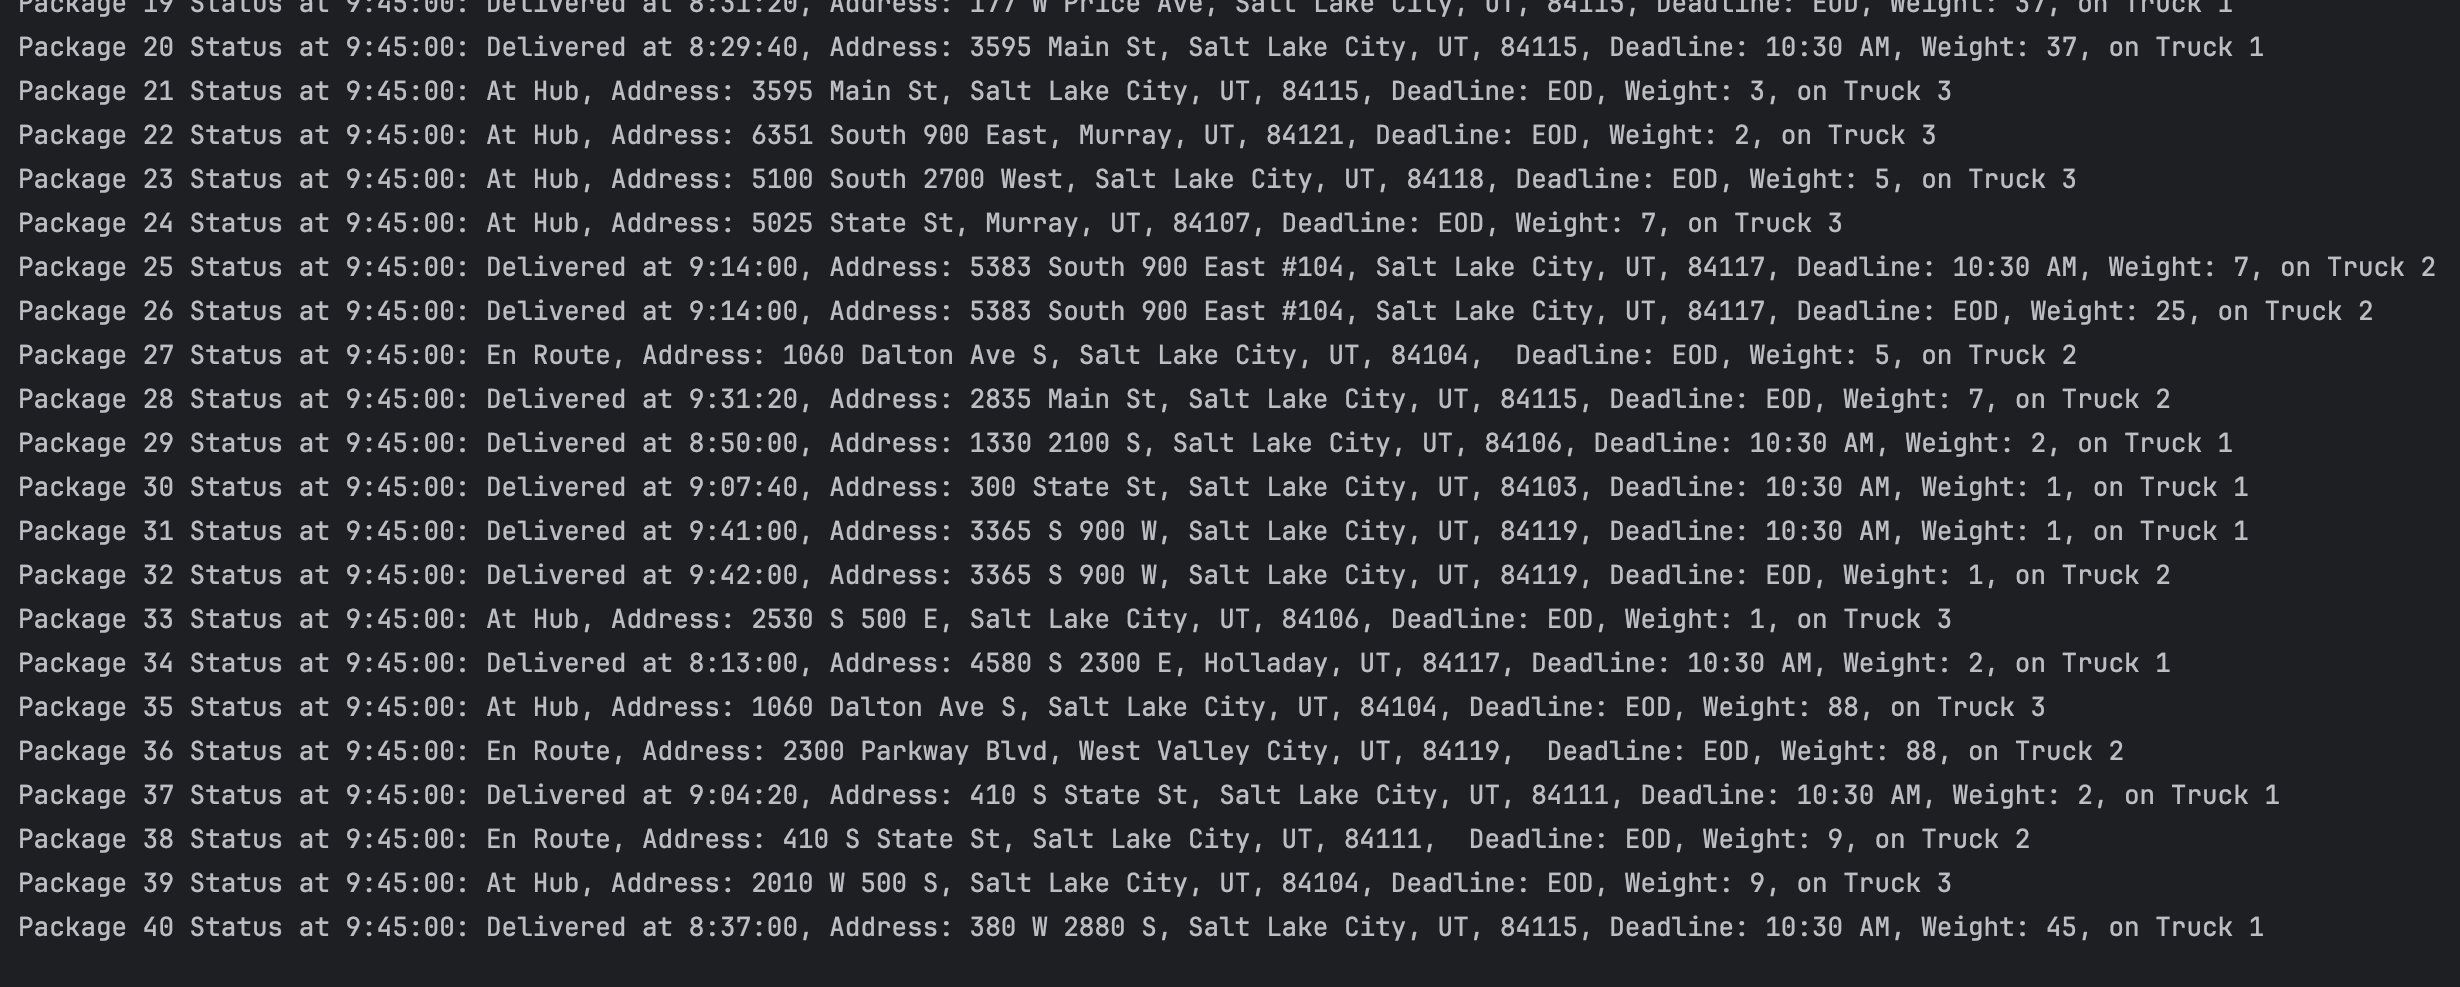 Package 19 Status at 9:45:00: Delivered at 8:31:20, Address: 177 W Price Ave, Salt Lake City, UT, 84115, Deadline: EOD, Weight: 37, on Truck 1
Package 20 Status at 9:45:00: Delivered at 8:29:40, Address: 3595 Main St, Salt Lake City, UT, 84115, Deadline: 10:30 AM, Weight: 37, on Truck 1
Package 21 Status at 9:45:00: At Hub, Address: 3595 Main St, Salt Lake City, UT, 84115, Deadline: EOD, Weight: 3, on Truck 3
Package 22 Status at 9:45:00: At Hub, Address: 6351 South 900 East, Murray, UT, 84121, Deadline: EOD, Weight: 2, on Truck 3
Package 23 Status at 9:45:00: At Hub, Address: 5100 South 2700 West, Salt Lake City, UT, 84118, Deadline: EOD, Weight: 5, on Truck 3
Package 24 Status at 9:45:00: At Hub, Address: 5025 State St, Murray, UT, 84107, Deadline: EOD, Weight: 7, on Truck 3
Package 25 Status at 9:45:00: Delivered at 9:14:00, Address: 5383 South 900 East #104, Salt Lake City, UT, 84117, Deadline: 10:30 AM, Weight: 7, on Truck 2
Package 26 Status at 9:45:00: Delivered at 9:14:00, Address: 5383 South 900 East #104, Salt Lake City, UT, 84117, Deadline: EOD, Weight: 25, on Truck 2
Package 27 Status at 9:45:00: En Route, Address: 1060 Dalton Ave S, Salt Lake City, UT, 84104,  Deadline: EOD, Weight: 5, on Truck 2
Package 28 Status at 9:45:00: Delivered at 9:31:20, Address: 2835 Main St, Salt Lake City, UT, 84115, Deadline: EOD, Weight: 7, on Truck 2
Package 29 Status at 9:45:00: Delivered at 8:50:00, Address: 1330 2100 S, Salt Lake City, UT, 84106, Deadline: 10:30 AM, Weight: 2, on Truck 1
Package 30 Status at 9:45:00: Delivered at 9:07:40, Address: 300 State St, Salt Lake City, UT, 84103, Deadline: 10:30 AM, Weight: 1, on Truck 1
Package 31 Status at 9:45:00: Delivered at 9:41:00, Address: 3365 S 900 W, Salt Lake City, UT, 84119, Deadline: 10:30 AM, Weight: 1, on Truck 1
Package 32 Status at 9:45:00: Delivered at 9:42:00, Address: 3365 S 900 W, Salt Lake City, UT, 84119, Deadline: EOD, Weight: 1, on Truck 2
Package 33 Status at 9:45:00: At Hub, Address: 2530 S 500 E, Salt Lake City, UT, 84106, Deadline: EOD, Weight: 1, on Truck 3
Package 34 Status at 9:45:00: Delivered at 8:13:00, Address: 4580 S 2300 E, Holladay, UT, 84117, Deadline: 10:30 AM, Weight: 2, on Truck 1
Package 35 Status at 9:45:00: At Hub, Address: 1060 Dalton Ave S, Salt Lake City, UT, 84104, Deadline: EOD, Weight: 88, on Truck 3
Package 36 Status at 9:45:00: En Route, Address: 2300 Parkway Blvd, West Valley City, UT, 84119,  Deadline: EOD, Weight: 88, on Truck 2
Package 37 Status at 9:45:00: Delivered at 9:04:20, Address: 410 S State St, Salt Lake City, UT, 84111, Deadline: 10:30 AM, Weight: 2, on Truck 1
Package 38 Status at 9:45:00: En Route, Address: 410 S State St, Salt Lake City, UT, 84111,  Deadline: EOD, Weight: 9, on Truck 2
Package 39 Status at 9:45:00: At Hub, Address: 2010 W 500 S, Salt Lake City, UT, 84104, Deadline: EOD, Weight: 9, on Truck 3
Package 40 Status at 9:45:00: Delivered at 8:37:00, Address: 380 W 2880 S, Salt Lake City, UT, 84115, Deadline: 10:30 AM, Weight: 45, on Truck 1